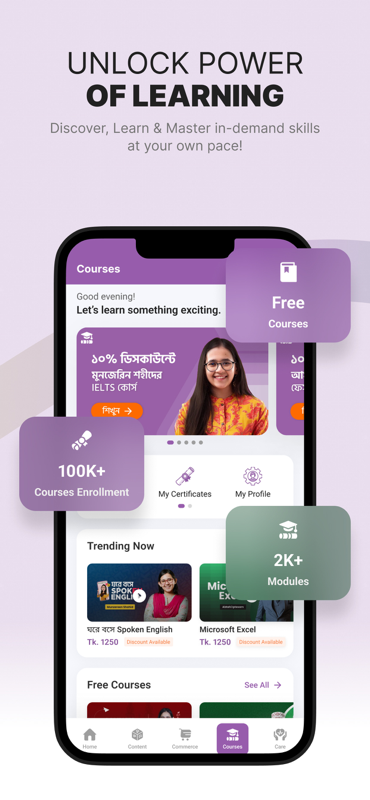 UNLOCK POWER
OF LEARNING
Discover, Learn & Master in-demand skills
at your own pace!
Courses
Good evening!
Let's learn something exciting.
Free
Courses
১০% ডিসকাউন্টে
মুনজেরিন শহীদের
IELTS কোর্স
শিখুন
১০
100K+
Courses Enrollment
My Certificates
My Profile
2K+
Modules
Trending Now
ঘরে বসে
SPOKEN
ENGLISH
ঘরে বসে Spoken English
Tk. 1250
Discount Available
Microsoft Excel
Tk. 1250
Discount Available
Free Courses
See All
Home
Content
Commerce
Courses
Care